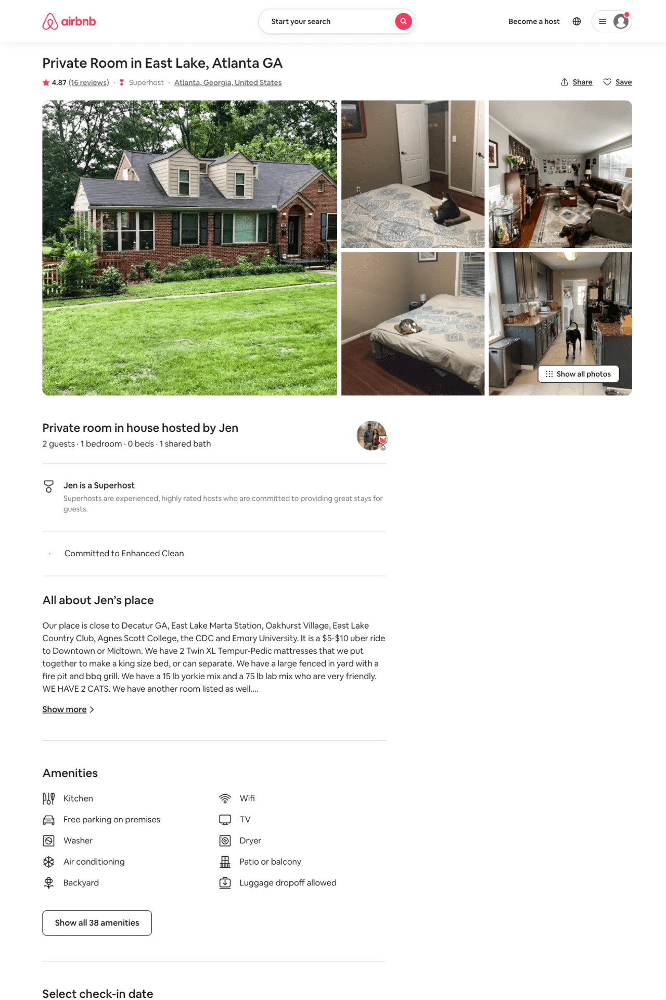 airbnb
Start your search
Become a host
Private Room in East Lake, Atlanta GA
4.87 (16 reviews) · Superhost · Atlanta, Georgia, United States
Share
Save
Show all photos
Private room in house hosted by Jen
2 guests · 1 bedroom · 0 beds · 1 shared bath
Jen is a Superhost
Superhosts are experienced, highly rated hosts who are committed to providing great stays for
guests.
· Committed to Enhanced Clean
All about Jen’s place
Our place is close to Decatur GA, East Lake Marta Station, Oakhurst Village, East Lake
Country Club, Agnes Scott College, the CDC and Emory University. It is a $5-$10 uber ride
to Downtown or Midtown. We have 2 Twin XL Tempur-Pedic mattresses that we put
together to make a king size bed, or can separate. We have a large fenced in yard with a
fire pit and bbq grill. We have a 15 lb yorkie mix and a 75 lb lab mix who are very friendly.
WE HAVE 2 CATS. We have another room listed as well....
Show more
Amenities
Kitchen
Wifi
Free parking on premises
TV
Washer
Dryer
Air conditioning
Patio or balcony
Backyard
Luggage dropoff allowed
Show all 38 amenities
Select check-in date